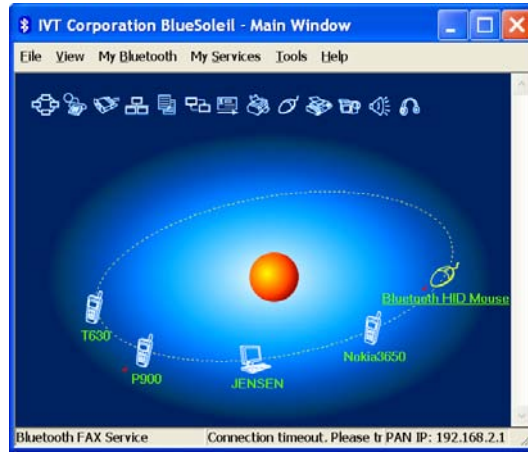 IVT Corporation BlueSoleil - Main Window
File View My Bluetooth My Services Tools Help
Bluetooth HID Mouse
T630
Nokia3650
P900
JENSEN
Bluetooth FAX Service Connection timeout. Please tr PAN IP: 192.168.2.1